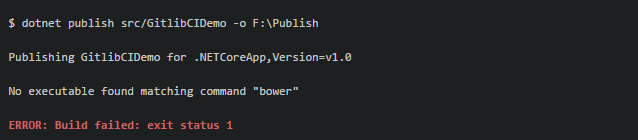 $ dotnet publish src/GitlibCIDemo -o F:\Publish
Publishing GitlibCIDemo for .NETCoreApp,Version=v1.0
No executable found matching command "bower"
ERROR: Build failed: exit status 1